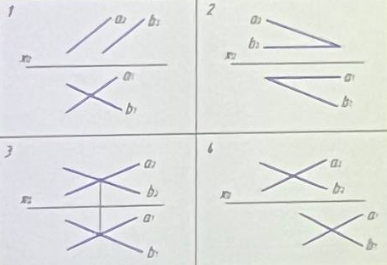 1
a₂ b₂
x₁₂
a₁
b₁
2
a₂
b₂
x₁₂
a₁
b₁
3
a₂
b₂
x₁₂
a₁
b₁
4
a₂
b₂
x₁₂
a₁
b₁